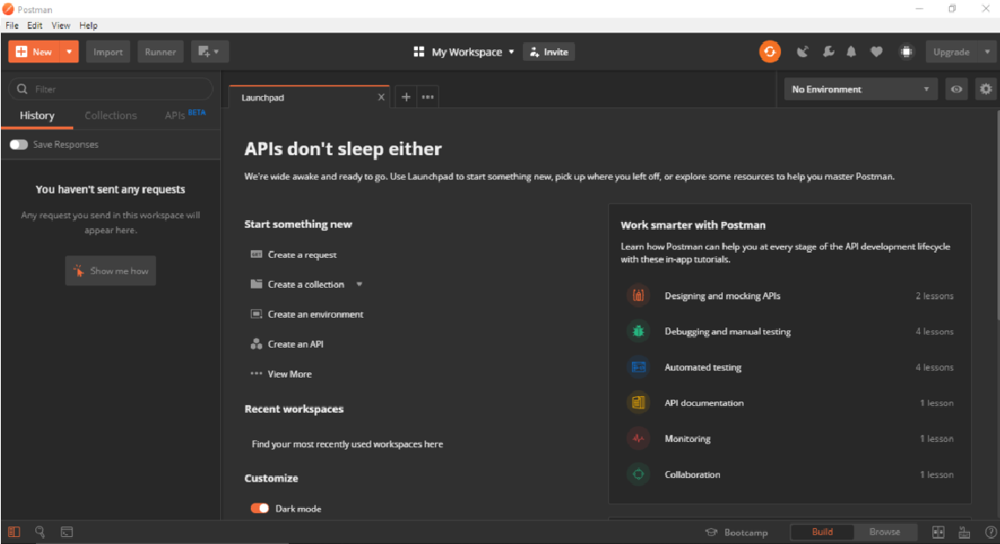 Postman
File Edit View Help
New Import Runner My Workspace Invite Upgrade
Filter
History Collections APIs BETA
Save Responses
You haven't sent any requests
Any request you send in this workspace will
appear here.
Show me how
Launchpad
No Environment
APIs don't sleep either
We're wide awake and ready to go. Use Launchpad to start something new, pick up where you left off, or explore some resources to help you master Postman.
Start something new
GET Create a request
Create a collection
Create an environment
Create an API
View More
Recent workspaces
Find your most recently used workspaces here
Customize
Dark mode
Work smarter with Postman
Learn how Postman can help you at every stage of the API development lifecycle
with these in-app tutorials.
Designing and mocking APIs 2 lessons
Debugging and manual testing 4 lessons
Automated testing 4 lessons
API documentation 1 lesson
Monitoring 1 lesson
Collaboration 1 lesson
Bootcamp Build Browse